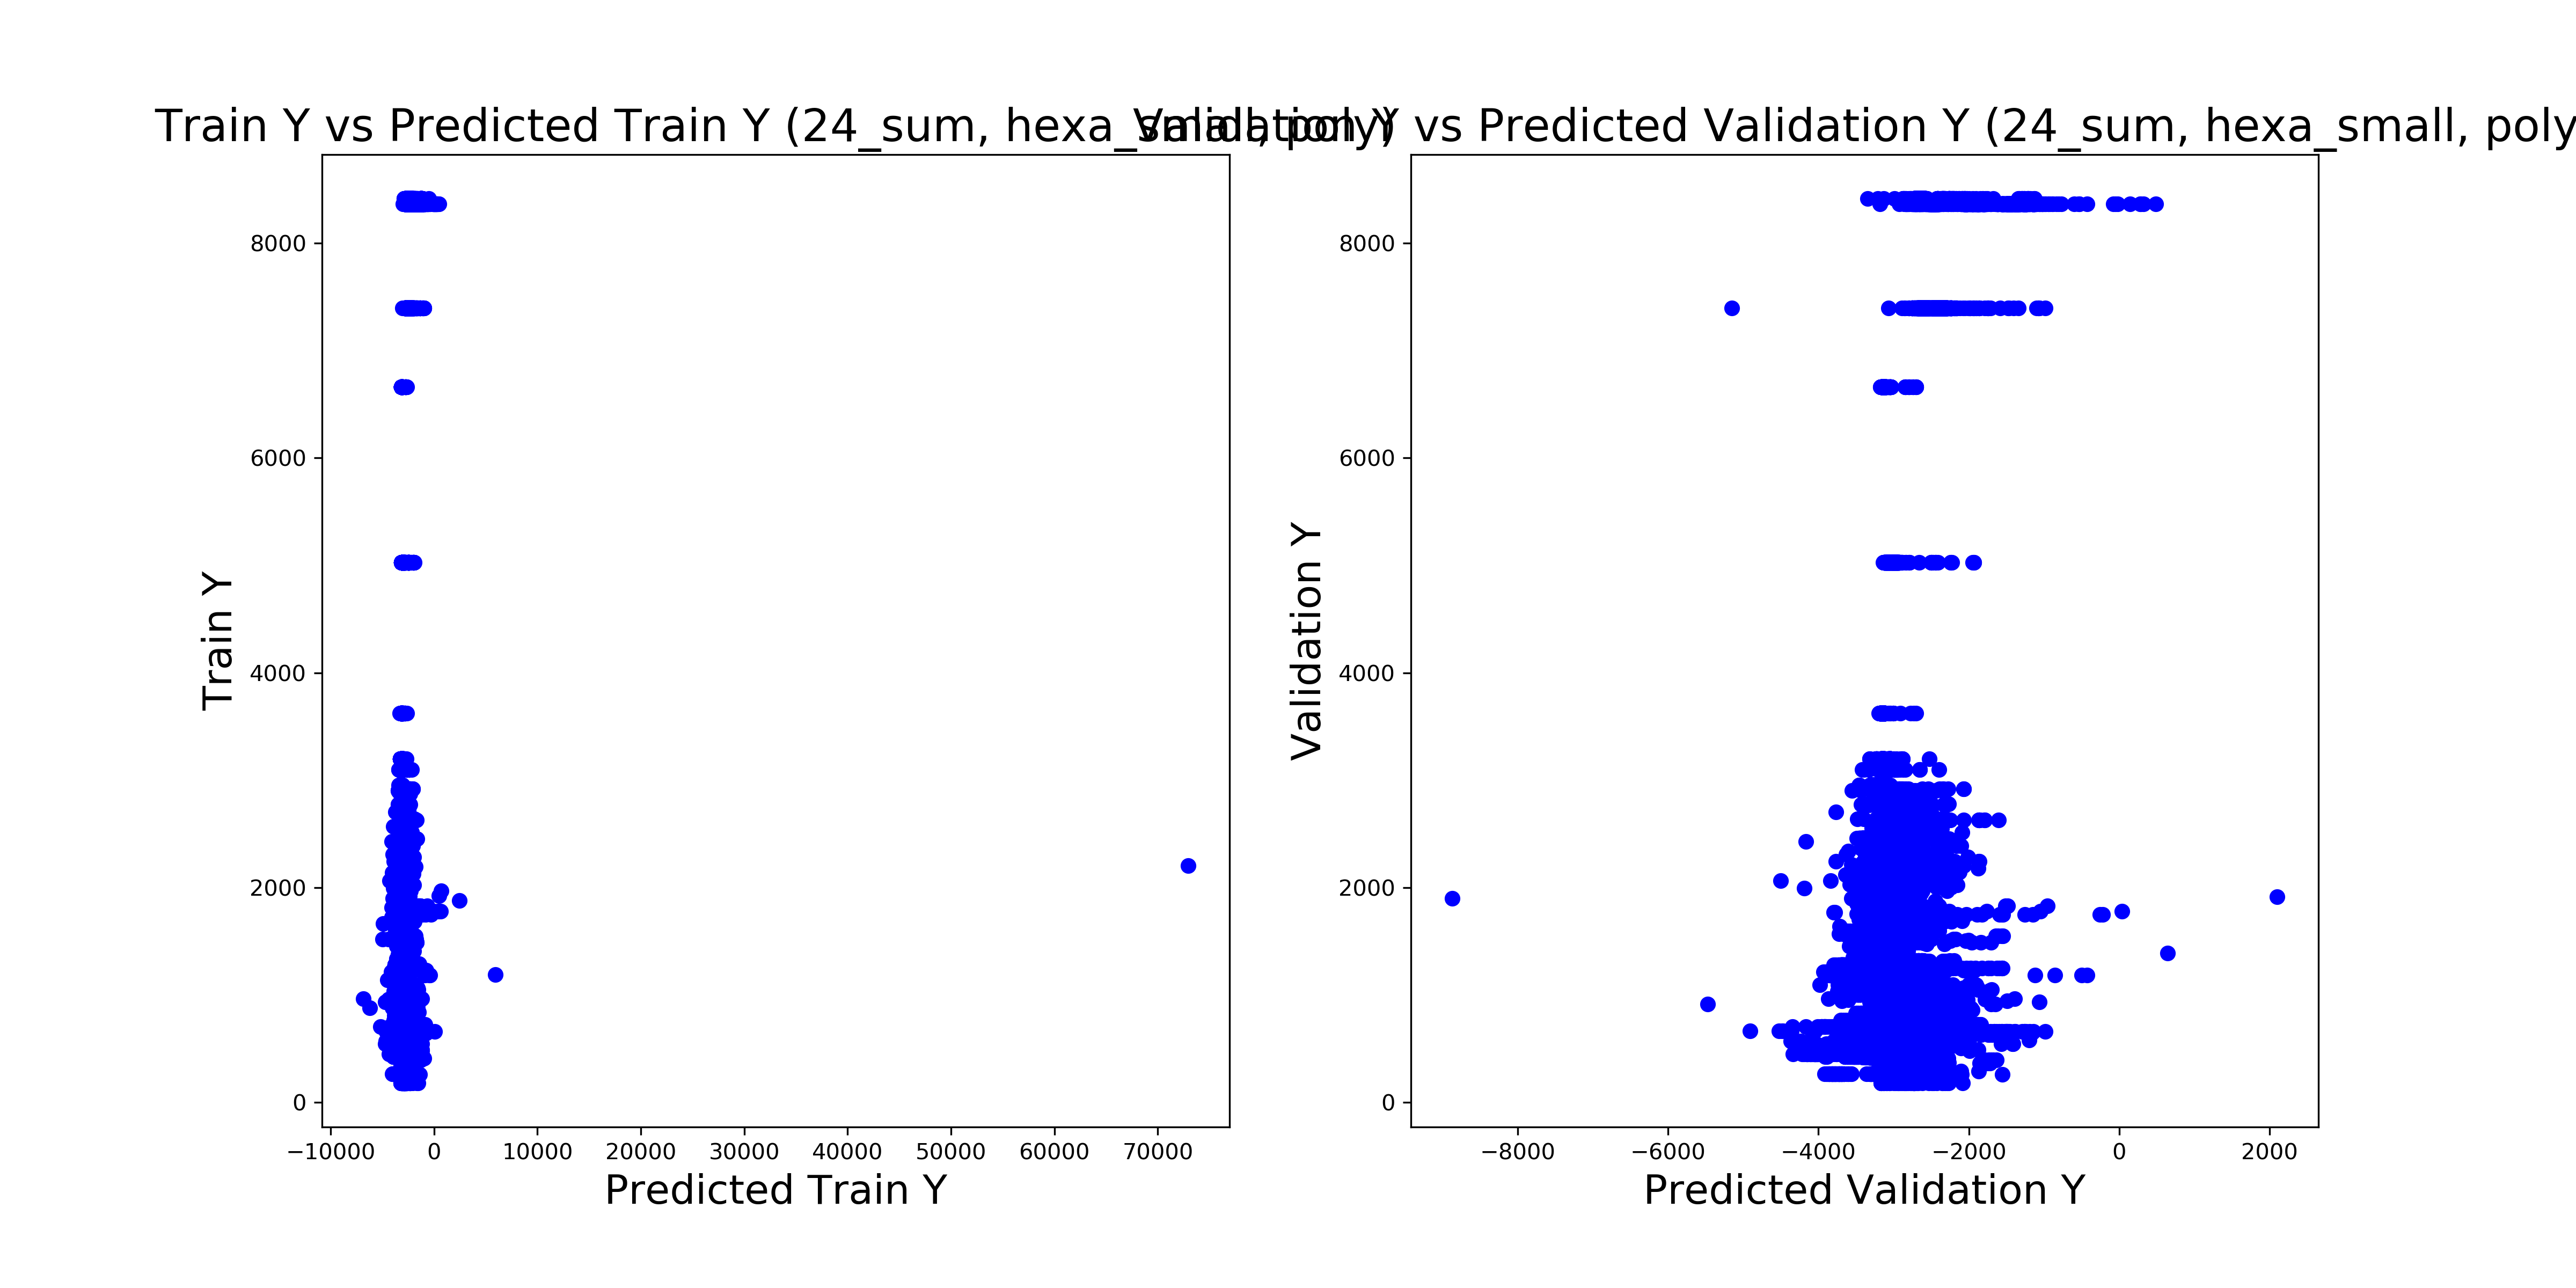 Train Y vs Predicted Train Y (24_sum, hexa_small, poly)
Validation Y vs Predicted Validation Y (24_sum, hexa_small, poly
8000
6000
4000
2000
0
Train Y
−10000 0 10000 20000 30000 40000 50000 60000 70000
Predicted Train Y
8000
6000
4000
2000
0
Validation Y
−8000 −6000 −4000 −2000 0 2000
Predicted Validation Y